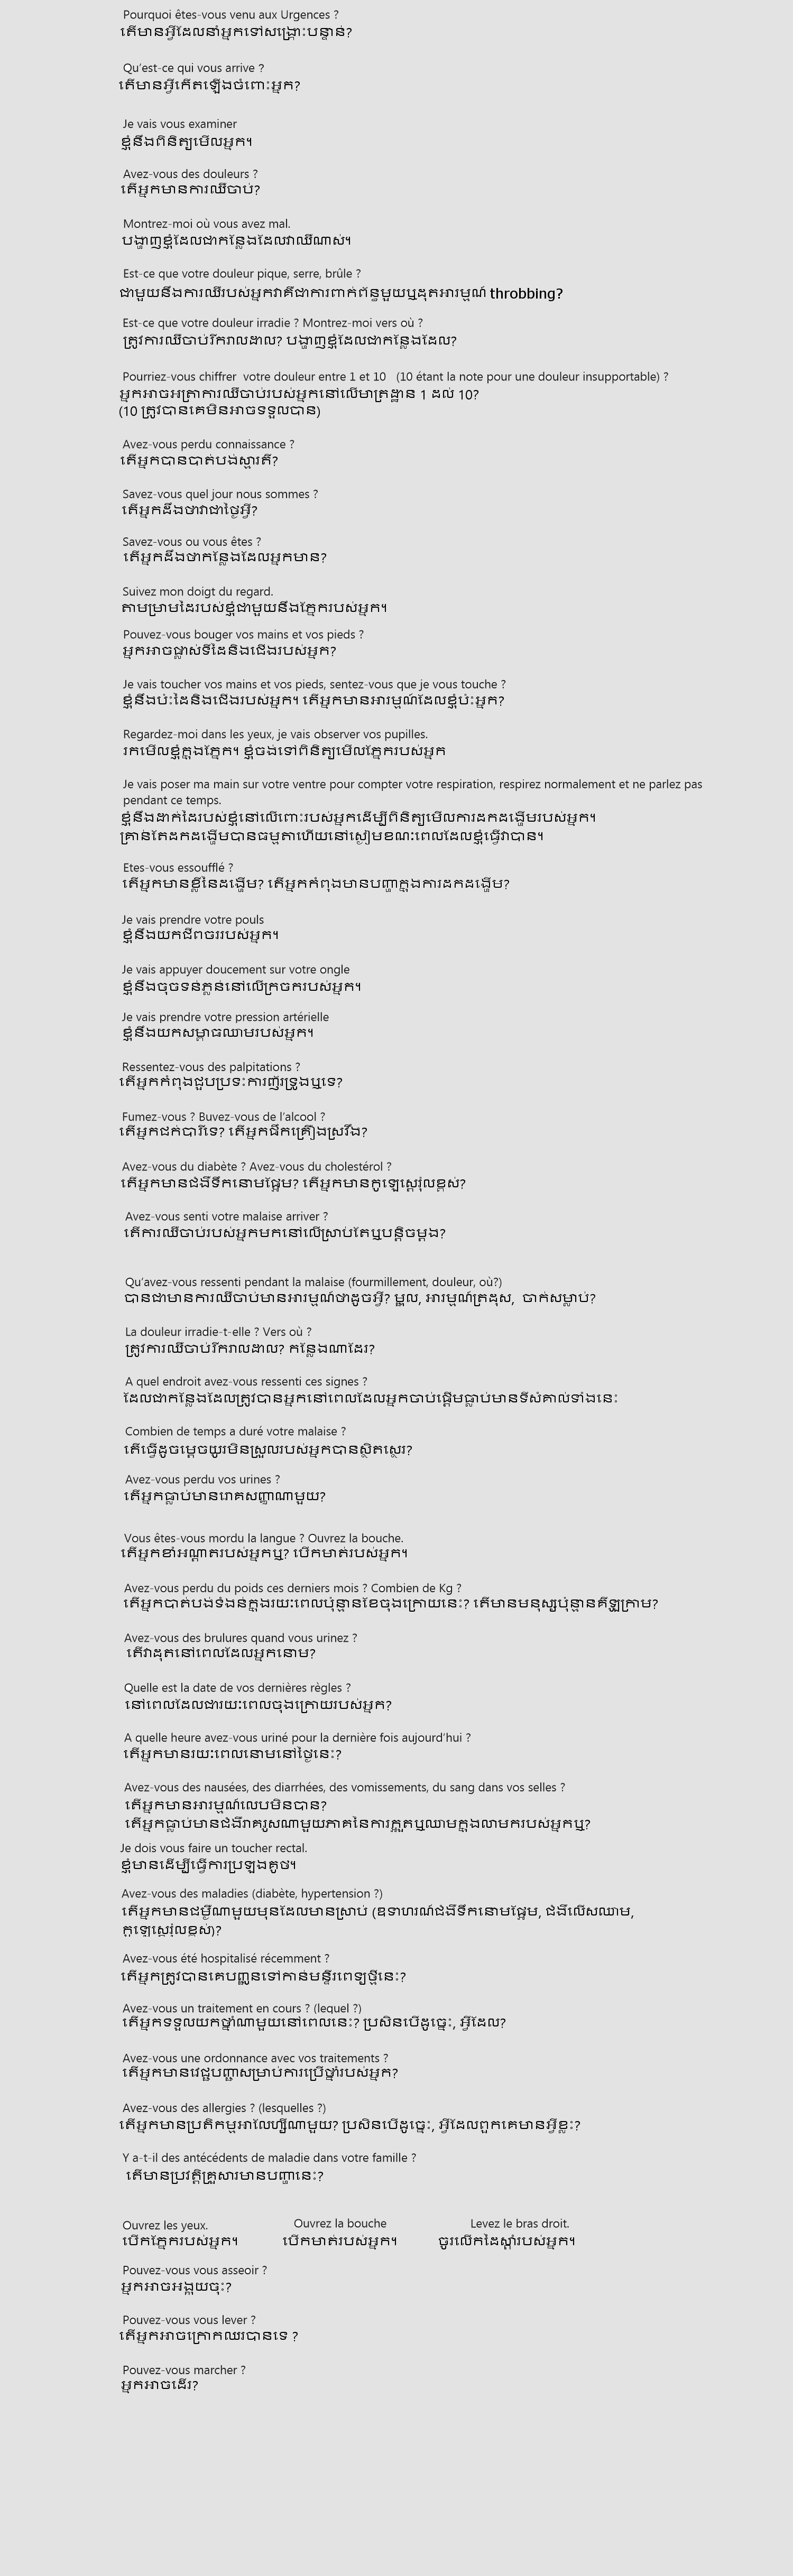 Pourquoi êtes-vous venu aux Urgences ?
តើមានអ្វីដែលនាំអ្នកទៅសង្គ្រោះបន្ទាន់?
Qu'est-ce qui vous arrive ?
តើមានអ្វីកើតឡើងចំពោះអ្នក?
Je vais vous examiner
ខ្ញុំនឹងពិនិត្យមើលអ្នក។
Avez-vous des douleurs ?
តើអ្នកមានការឈឺចាប់?
Montrez-moi où vous avez mal.
បង្ហាញខ្ញុំដែលជាកន្លែងដែលវាឈឺណាស់។
Est-ce que votre douleur pique, serre, brûle ?
ជាមួយនឹងការឈឺរបស់អ្នកវាគឺជាការពាក់ព័ន្ធមួយឬដុតអារម្មណ៍ throbbing?
Est-ce que votre douleur irradie ? Montrez-moi vers où ?
ត្រូវការឈឺចាប់រីករាលដាល? បង្ហាញខ្ញុំដែលជាកន្លែងដែល?
Pourriez-vous chiffrer votre douleur entre 1 et 10 (10 étant la note pour une douleur insupportable) ?
អ្នកអាចអត្រាការឈឺចាប់របស់អ្នកនៅលើមាត្រដ្ឋាន 1 ដល់ 10?
(10 ត្រូវបានគេមិនអាចទទួលបាន)
Avez-vous perdu connaissance ?
តើអ្នកបានបាត់បង់ស្មារតី?
Savez-vous quel jour nous sommes ?
តើអ្នកដឹងថាវាជាថ្ងៃអ្វី?
Savez-vous ou vous êtes ?
តើអ្នកដឹងថាកន្លែងដែលអ្នកមាន?
Suivez mon doigt du regard.
តាមម្រាមដៃរបស់ខ្ញុំជាមួយនឹងភ្នែករបស់អ្នក។
Pouvez-vous bouger vos mains et vos pieds ?
អ្នកអាចផ្លាស់ទីដៃនិងជើងរបស់អ្នក?
Je vais toucher vos mains et vos pieds, sentez-vous que je vous touche ?
ខ្ញុំនឹងប៉ះដៃនិងជើងរបស់អ្នក។ តើអ្នកមានអារម្មណ៍ដែលខ្ញុំប៉ះអ្នក?
Regardez-moi dans les yeux, je vais observer vos pupilles.
រកមើលខ្ញុំក្នុងភ្នែក។ ខ្ញុំចង់ទៅពិនិត្យមើលភ្នែករបស់អ្នក
Je vais poser ma main sur votre ventre pour compter votre respiration, respirez normalement et ne parlez pas
pendant ce temps.
ខ្ញុំនឹងដាក់ដៃរបស់ខ្ញុំនៅលើពោះរបស់អ្នកដើម្បីពិនិត្យមើលការដកដង្ហើមរបស់អ្នក។
គ្រាន់តែដកដង្ហើមបានធម្មតាហើយនៅស្ងៀមខណៈពេលដែលខ្ញុំធ្វើវាបាន។
Etes-vous essoufflé ?
តើអ្នកមានខ្លីនៃដង្ហើម? តើអ្នកកំពុងមានបញ្ហាក្នុងការដកដង្ហើម?
Je vais prendre votre pouls
ខ្ញុំនឹងយកជីពចររបស់អ្នក។
Je vais appuyer doucement sur votre ongle
ខ្ញុំនឹងចុចទន់ភ្លន់នៅលើក្រចករបស់អ្នក។
Je vais prendre votre pression artérielle
ខ្ញុំនឹងយកសម្ពាធឈាមរបស់អ្នក។
Ressentez-vous des palpitations ?
តើអ្នកកំពុងជួបប្រទះការញ័រទ្រូងឬទេ?
Fumez-vous ? Buvez-vous de l'alcool ?
តើអ្នកជក់បារីទេ? តើអ្នកផឹកគ្រឿងស្រវឹង?
Avez-vous du diabète ? Avez-vous du cholestérol ?
តើអ្នកមានជំងឺទឹកនោមផ្អែម? តើអ្នកមានកូឡេស្តេរ៉ុលខ្ពស់?
Avez-vous senti votre malaise arriver ?
តើការឈឺចាប់របស់អ្នកមកនៅលើស្រាប់តែឬបន្តិចម្តង?
Qu'avez-vous ressenti pendant la malaise (fourmillement, douleur, où?)
បានជាមានការឈឺចាប់មានអារម្មណ៍ថាដូចអ្វី? ម្ជុល, អារម្មណ៍ត្រដុស, ចាក់សម្លាប់?
La douleur irradie-t-elle ? Vers où ?
ត្រូវការឈឺចាប់រីករាលដាល? កន្លែងណាដែរ?
A quel endroit avez-vous ressenti ces signes ?
ដែលជាកន្លែងដែលត្រូវបានអ្នកនៅពេលដែលអ្នកចាប់ផ្តើមធ្លាប់មានទីសំគាល់ទាំងនេះ
Combien de temps a duré votre malaise ?
តើធ្វើដូចម្តេចយូរមិនស្រួលរបស់អ្នកបានស្ថិតស្ថេរ?
Avez-vous perdu vos urines ?
តើអ្នកធ្លាប់មានរោគសញ្ញាណាមួយ?
Vous êtes-vous mordu la langue ? Ouvrez la bouche.
តើអ្នកខាំអណ្តាតរបស់អ្នកឬ? បើកមាត់របស់អ្នក។
Avez-vous perdu du poids ces derniers mois ? Combien de Kg ?
តើអ្នកបាត់បង់ទំងន់ក្នុងរយៈពេលប៉ុន្មានខែចុងក្រោយនេះ? តើមានមនុស្សប៉ុន្មានគីឡូក្រាម?
Avez-vous des brulures quand vous urinez ?
តើវាដុតនៅពេលដែលអ្នកនោម?
Quelle est la date de vos dernières règles ?
នៅពេលដែលជារយៈពេលចុងក្រោយរបស់អ្នក?
A quelle heure avez-vous uriné pour la dernière fois aujourd'hui ?
តើអ្នកមានរយៈពេលនោមនៅថ្ងៃនេះ?
Avez-vous des nausées, des diarrhées, des vomissements, du sang dans vos selles ?
តើអ្នកមានអារម្មណ៍លេបមិនបាន?
តើអ្នកធ្លាប់មានជំងឺរាគរូសណាមួយភាគនៃការក្អួតឬឈាមក្នុងលាមករបស់អ្នកឬ?
Je dois vous faire un toucher rectal.
ខ្ញុំមានដើម្បីធ្វើការប្រឡងគូថ។
Avez-vous des maladies (diabète, hypertension ?)
តើអ្នកមានជម្ងឺណាមួយមុនដែលមានស្រាប់ (ឧទាហរណ៍ជំងឺទឹកនោមផ្អែម, ជំងឺលើសឈាម,
កូឡេស្តេរ៉ុលខ្ពស់)?
Avez-vous été hospitalisé récemment ?
តើអ្នកត្រូវបានគេបញ្ជូនទៅកាន់មន្ទីរពេទ្យថ្មីនេះ?
Avez-vous un traitement en cours ? (lequel ?)
តើអ្នកទទួលយកថ្នាំណាមួយនៅពេលនេះ? ប្រសិនបើដូច្នេះ, អ្វីដែល?
Avez-vous une ordonnance avec vos traitements ?
តើអ្នកមានវេជ្ជបញ្ជាសម្រាប់ការប្រើថ្នាំរបស់អ្នក?
Avez-vous des allergies ? (lesquelles ?)
តើអ្នកមានប្រតិកម្មអាលែហ្ស៊ីណាមួយ? ប្រសិនបើដូច្នេះ, អ្វីដែលពួកគេមានអ្វីខ្លះ?
Y a-t-il des antécédents de maladie dans votre famille ?
តើមានប្រវត្តិគ្រួសារមានបញ្ហានេះ?
Ouvrez les yeux. Ouvrez la bouche Levez le bras droit.
បើកភ្នែករបស់អ្នក។ បើកមាត់របស់អ្នក។ ចូរលើកដៃស្តាំរបស់អ្នក។
Pouvez-vous vous asseoir ?
អ្នកអាចអង្គុយចុះ?
Pouvez-vous vous lever ?
តើអ្នកអាចក្រោកឈរបានទេ ?
Pouvez-vous marcher ?
អ្នកអាចដើរ?